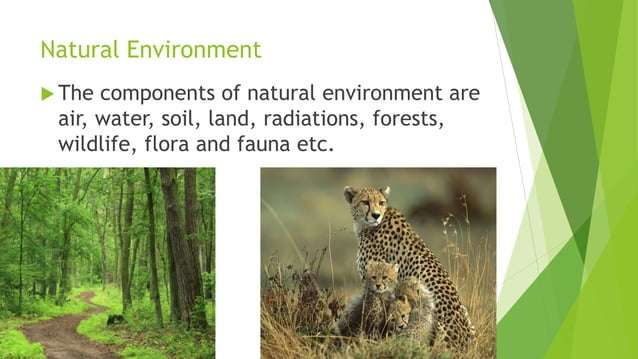 Natural Environment
The components of natural environment are
air, water, soil, land, radiations, forests,
wildlife, flora and fauna etc.